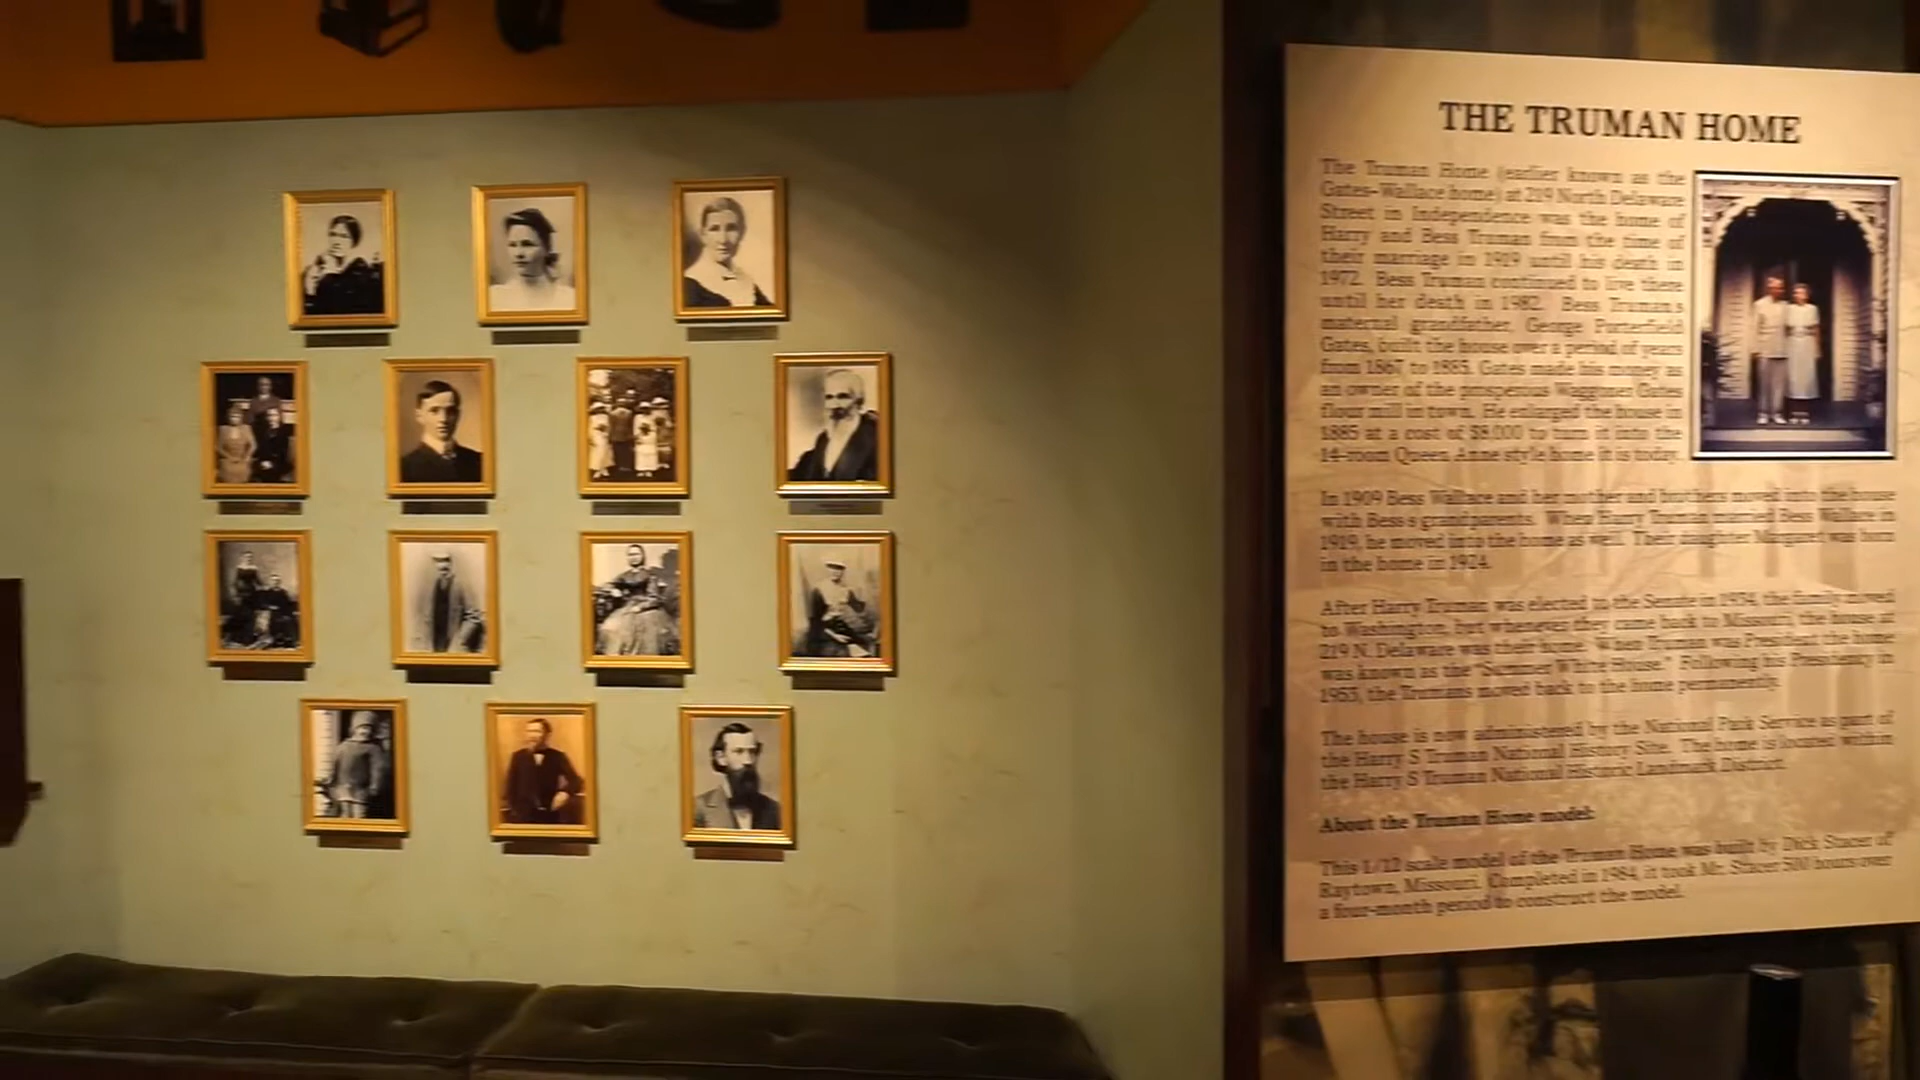 THE TRUMAN HOME
The Truman Home (earlier known as the
Gates-Wallace home) at 219 North Delaware
Street in Independence was the home of
Harry and Bess Truman from the time of
their marriage in 1919 until his death in
1972. Bess Truman continued to live there
until her death in 1982. Bess Truman's
maternal grandfather, George Porterfield
Gates, built the house over a period of years
from 1867 to 1885. Gates made his money as
an owner of the prosperous Waggoner Gates
flour mill in town. He enlarged the house in
1885 at a cost of $8,000 to turn it into the
14-room Queen Anne style home it is today.
In 1909 Bess Wallace and her mother and brothers moved into the house
with Bess's grandparents. When Harry Truman married Bess Wallace in
1919, he moved into the home as well. Their daughter Margaret was born
in the home in 1924.
After Harry Truman was elected to the Senate in 1934, the family moved
to Washington, but whenever they came back to Missouri, the house at
219 N. Delaware was their home. When Truman was President, the home
was known as the "Summer White House." Following his Presidency in
1953, the Trumans moved back to the home permanently.
The house is now administered by the National Park Service as part of
the Harry S Truman National History Site. The home is located within
the Harry S Truman National Historic Landmark District.
About the Truman Home model:
This 1/12 scale model of the Truman Home was built by Dick Stacer of
Raytown, Missouri. Completed in 1984, it took Mr. Stacer 500 hours over
a four-month period to construct the model.